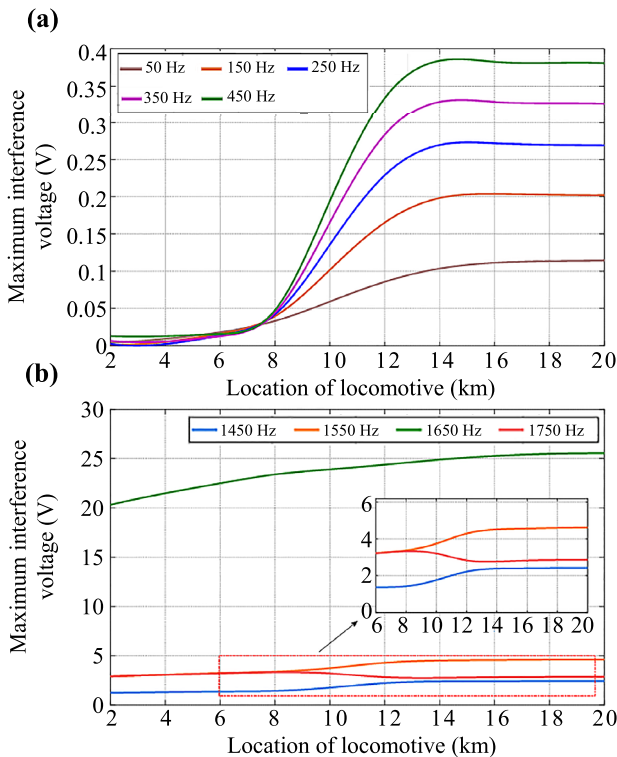 (a)
Maximum interference
voltage (V)
0.4
0.35
0.3
0.25
0.2
0.15
0.1
0.05
0
50 Hz 150 Hz 250 Hz
350 Hz 450 Hz
2 4 6 8 10 12 14 16 18 20
Location of locomotive (km)
(b)
Maximum interference
voltage (V)
30
25
20
15
10
5
0
1450 Hz 1550 Hz 1650 Hz 1750 Hz
6
4
2
0
6 8 10 12 14 16 18 20
2 4 6 8 10 12 14 16 18 20
Location of locomotive (km)